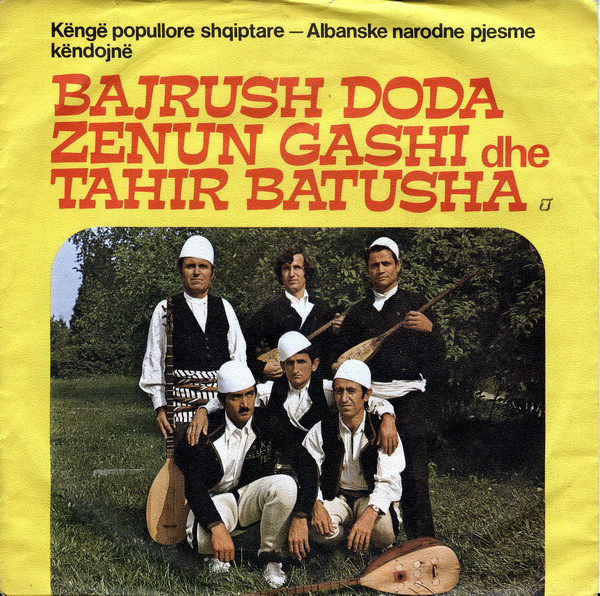 Këngë popullore shqiptare — Albanske narodne pjesme
këndojnë
BAJRUSH DODA
ZENUN GASHI dhe
TAHIR BATUSHA